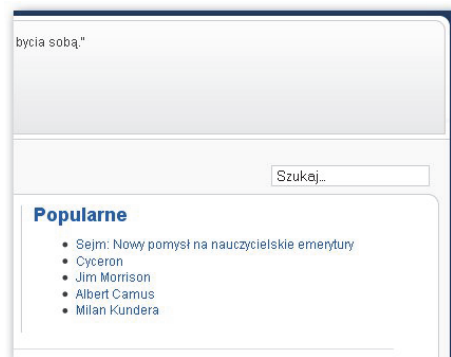 bycia sobą."
Szukaj...
Popularne
Sejm: Nowy pomysł na nauczycielskie emerytury
Cyceron
Jim Morrison
Albert Camus
Milan Kundera